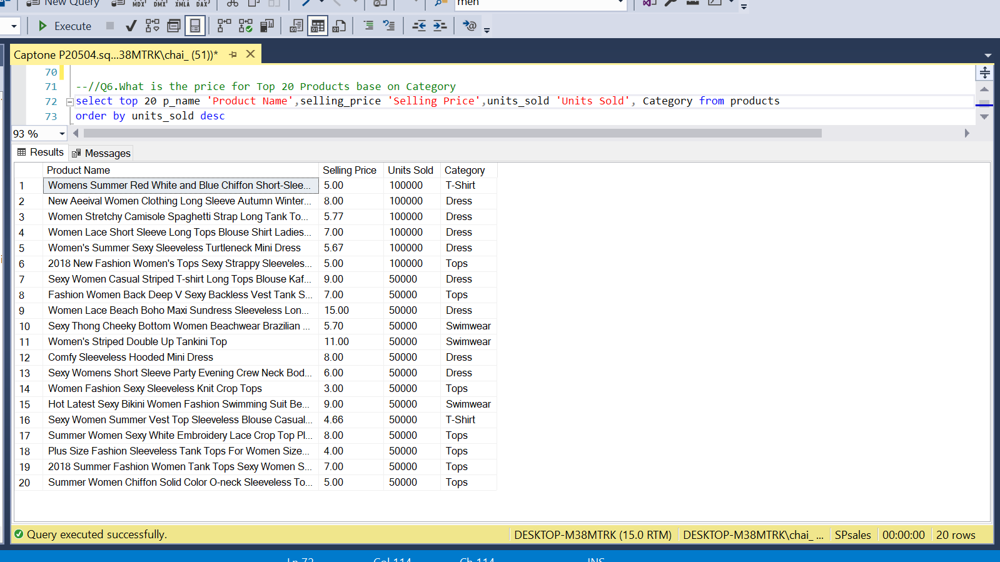 New Query MDX DMX XMLA DAX men
Execute
Captone P20504.sq...38MTRK\chai_ (51))*
70
71 --//Q6.What is the price for Top 20 Products base on Category
72 select top 20 p_name 'Product Name',selling_price 'Selling Price',units_sold 'Units Sold', Category from products
73 order by units_sold desc
93 %
Results Messages
Product Name Selling Price Units Sold Category
1 Womens Summer Red White and Blue Chiffon Short-Slee... 5.00 100000 T-Shirt
2 New Aeeival Women Clothing Long Sleeve Autumn Winter... 8.00 100000 Dress
3 Women Stretchy Camisole Spaghetti Strap Long Tank To... 5.77 100000 Dress
4 Women Lace Short Sleeve Long Tops Blouse Shirt Ladies... 7.00 100000 Dress
5 Women's Summer Sexy Sleeveless Turtleneck Mini Dress 5.67 100000 Dress
6 2018 New Fashion Women's Tops Sexy Strappy Sleeveles... 5.00 100000 Tops
7 Sexy Women Casual Striped T-shirt Long Tops Blouse Kaf... 9.00 50000 Dress
8 Fashion Women Back Deep V Sexy Backless Vest Tank S... 7.00 50000 Tops
9 Women Lace Beach Boho Maxi Sundress Sleeveless Lon... 15.00 50000 Dress
10 Sexy Thong Cheeky Bottom Women Beachwear Brazilian ... 5.70 50000 Swimwear
11 Women's Striped Double Up Tankini Top 11.00 50000 Swimwear
12 Comfy Sleeveless Hooded Mini Dress 8.00 50000 Dress
13 Sexy Womens Short Sleeve Party Evening Crew Neck Bod... 6.00 50000 Dress
14 Women Fashion Sexy Sleeveless Knit Crop Tops 3.00 50000 Tops
15 Hot Latest Sexy Bikini Women Fashion Swimming Suit Be... 9.00 50000 Swimwear
16 Sexy Women Summer Vest Top Sleeveless Blouse Casual... 4.66 50000 T-Shirt
17 Summer Women Sexy White Embroidery Lace Crop Top Pl... 8.00 50000 Tops
18 Plus Size Fashion Sleeveless Tank Tops For Women Size... 4.00 50000 Tops
19 2018 Summer Fashion Women Tank Tops Sexy Women S... 7.00 50000 Tops
20 Summer Women Chiffon Solid Color O-neck Sleeveless To... 5.00 50000 Tops
Query executed successfully. DESKTOP-M38MTRK (15.0 RTM) DESKTOP-M38MTRK\chai_ ... SPsales 00:00:00 20 rows
Ln 72 Col 114 Ch 114 INS